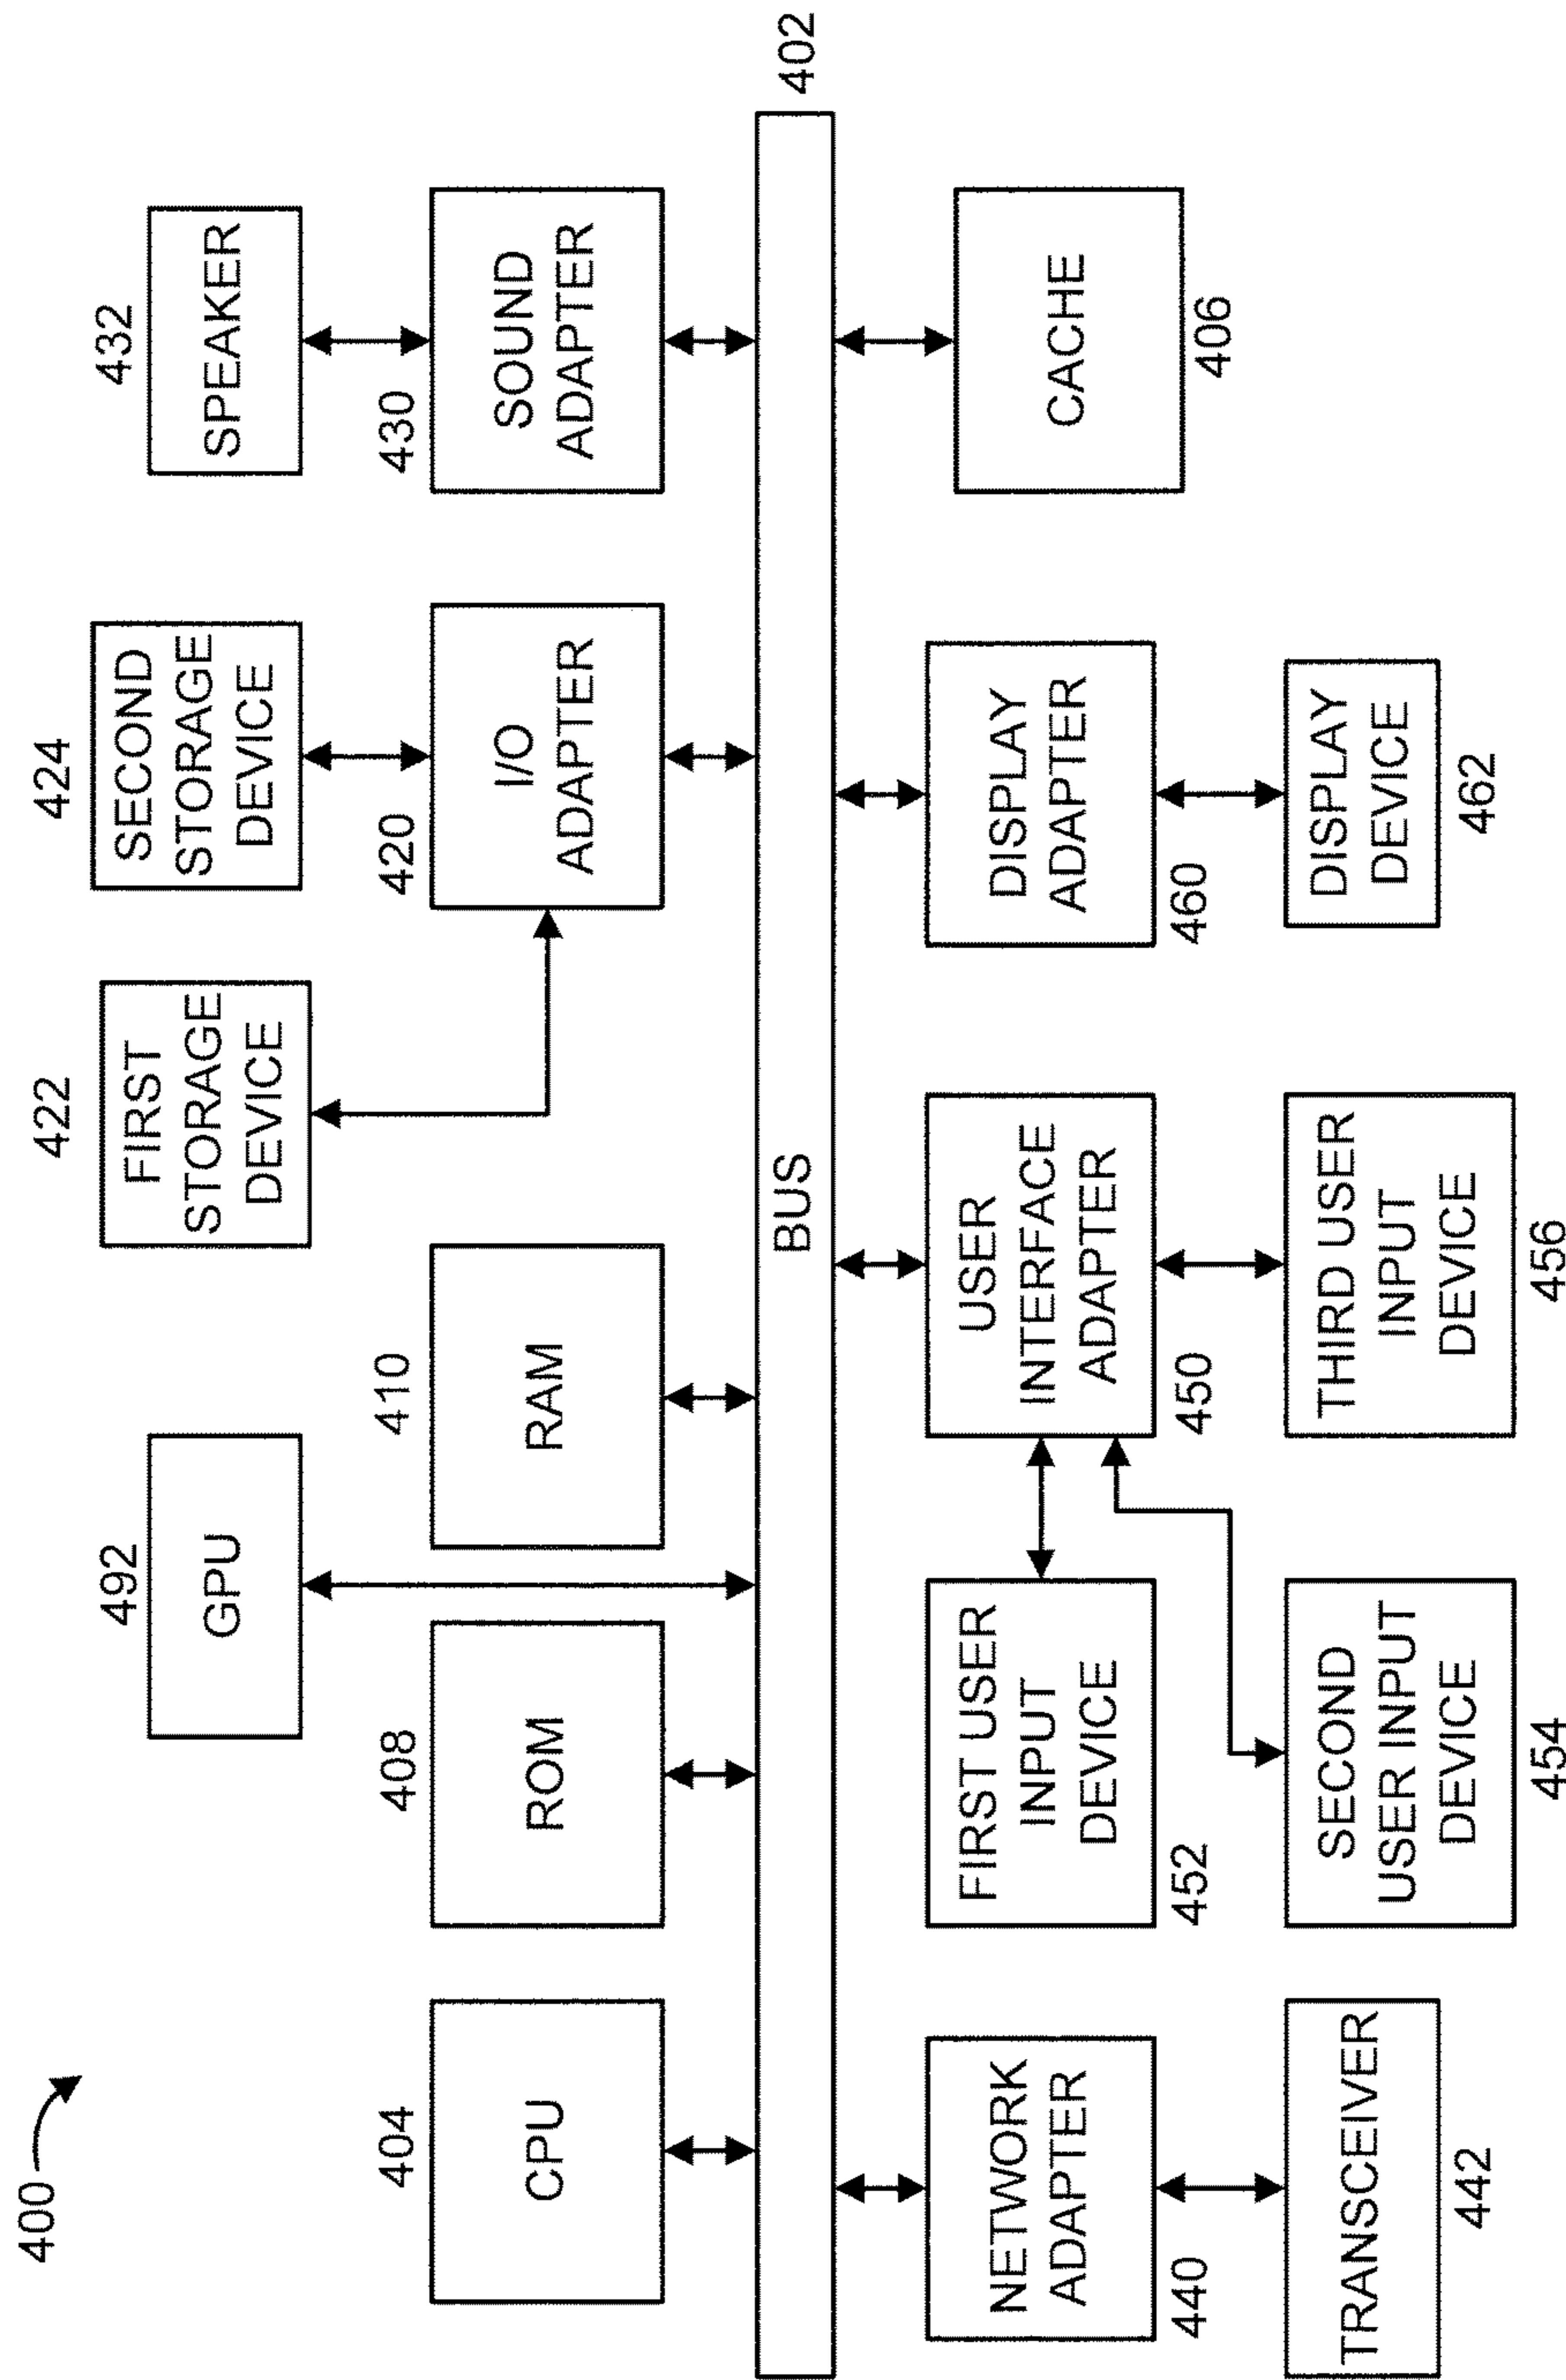 400
404
CPU
408
ROM
492
GPU
410
RAM
422
FIRST
STORAGE
DEVICE
424
SECOND
STORAGE
DEVICE
420
I/O
ADAPTER
432
SPEAKER
430
SOUND
ADAPTER
BUS
402
NETWORK
ADAPTER
440
TRANSCEIVER
442
FIRST USER
INPUT
DEVICE
452
SECOND
USER INPUT
DEVICE
454
USER
INTERFACE
ADAPTER
450
THIRD USER
INPUT
DEVICE
456
DISPLAY
ADAPTER
460
DISPLAY
DEVICE
462
CACHE
406